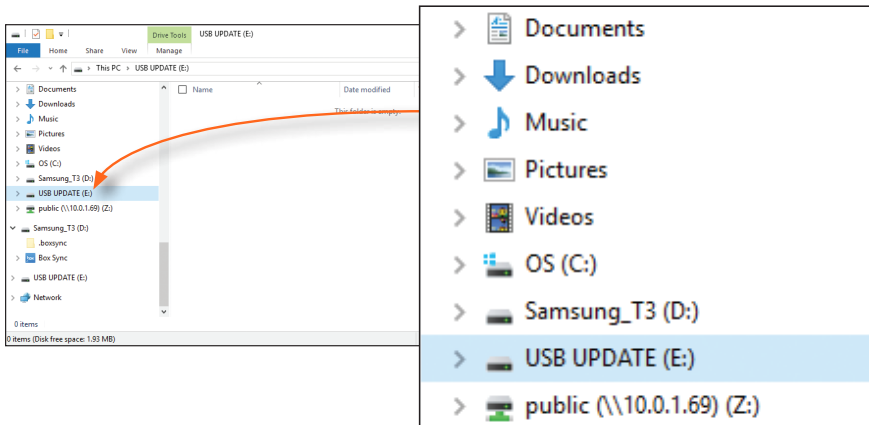 Drive Tools USB UPDATE (E:)
File Home Share View Manage
This PC > USB UPDATE (E:)
Name Date modified
This folder is empty.
Documents
Downloads
Music
Pictures
Videos
OS (C:)
Samsung_T3 (D:)
USB UPDATE (E:)
public (\\10.0.1.69) (Z:)
Samsung_T3 (D:)
.boxsync
Box Sync
USB UPDATE (E:)
Network
0 items
0 items (Disk free space: 1.93 MB)
Documents
Downloads
Music
Pictures
Videos
OS (C:)
Samsung_T3 (D:)
USB UPDATE (E:)
public (\\10.0.1.69) (Z:)